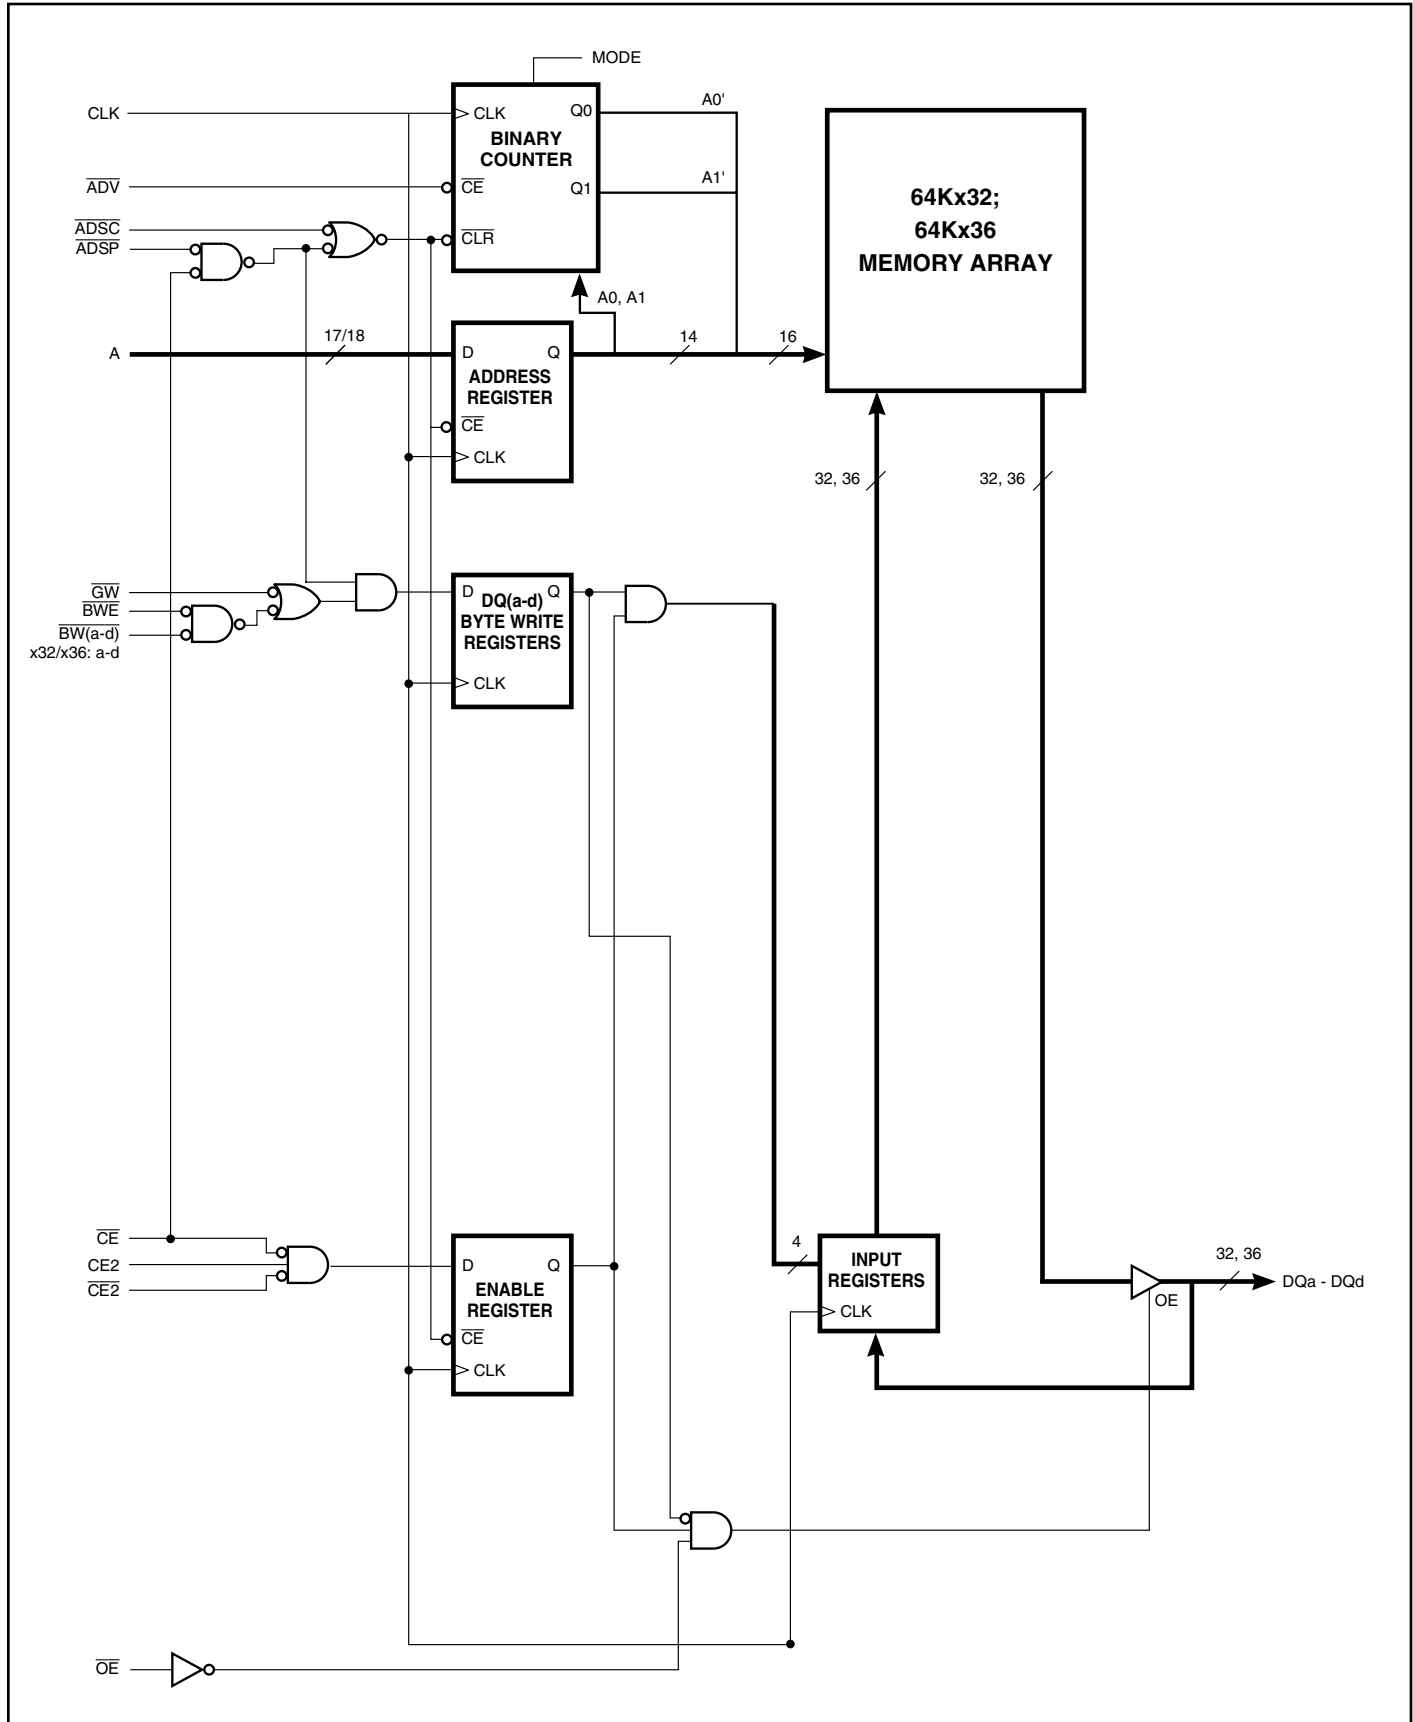 MODE
CLK
CLK
Q0
A0'
BINARY
COUNTER
ADV
CE
Q1
A1'
64Kx32;
64Kx36
MEMORY ARRAY
ADSC
ADSP
CLR
A0, A1
A
17/18
D
Q
14
16
ADDRESS
REGISTER
CE
CLK
32, 36
32, 36
GW
BWE
BW(a-d)
x32/x36: a-d
D
Q
DQ(a-d)
BYTE WRITE
REGISTERS
CLK
CE
CE2
CE2
D
Q
ENABLE
REGISTER
CE
CLK
4
INPUT
REGISTERS
CLK
OE
32, 36
DQa - DQd
OE